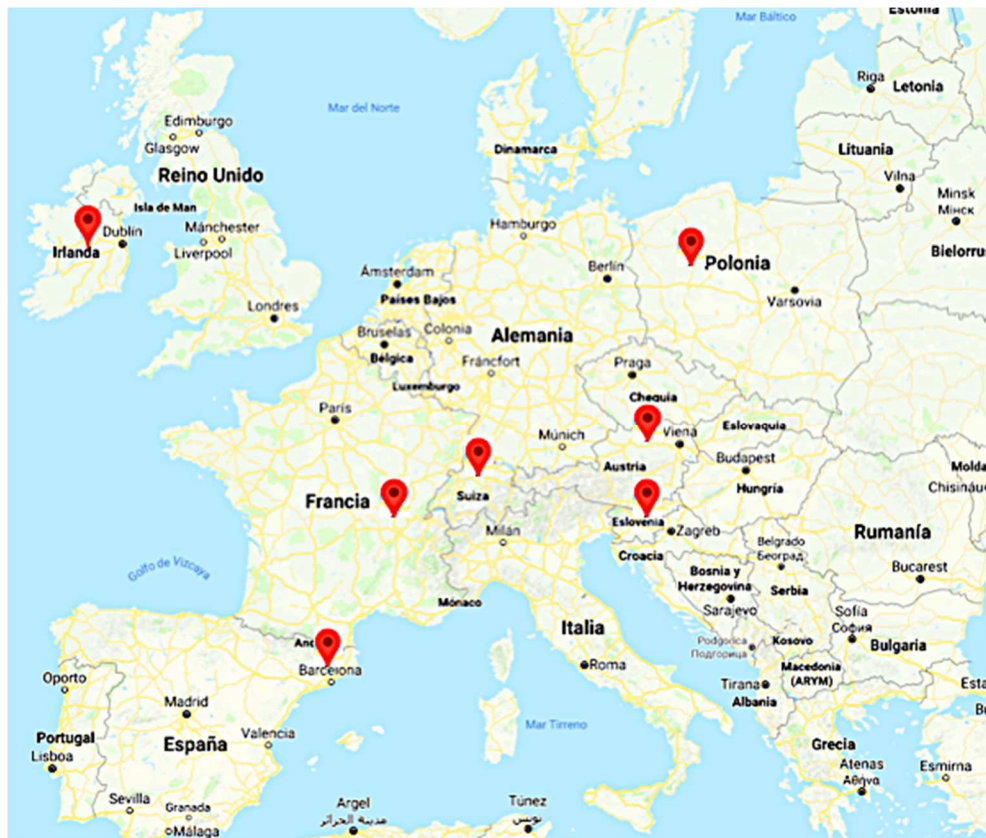 Mar Báltico
Estonia
Riga
Letonia
Mar del Norte
Edimburgo
Glasgow
Dinamarca
Lituania
Reino Unido
Vilna
Minsk
Мінск
Isla de Man
Hamburgo
Dublín
Mánchester
Irlanda
Liverpool
Bielorrus
Polonia
Ámsterdam
Berlín
Países Bajos
Varsovia
Londres
Bruselas
Colonia
Alemania
Bélgica
Fráncfort
Praga
Luxemburgo
Chequia
París
Eslovaquia
Múnich
Viena
Budapest
Austria
Molda
Chisináu
Hungría
Suiza
Francia
Eslovenia
Zagreb
Rumanía
Milán
Belgrado
Београд
Croacia
Golfo de Vizcaya
Bosnia y
Herzegovina
Bucarest
Serbia
Mónaco
Sarajevo
Sofía
София
Italia
Podgorica
Подгорица
Kosovo
Bulgaria
And
Roma
Macedonia
(ARYM)
Barcelona
Oporto
Tirana
Albania
Esta
Madrid
Mar Tirreno
B
Portugal
España
Valencia
Grecia
Lisboa
Atenas
Αθήνα
Esmirna
Sevilla
Granada
Argel
مدينة الجزائر
Túnez
تونس
Málaga